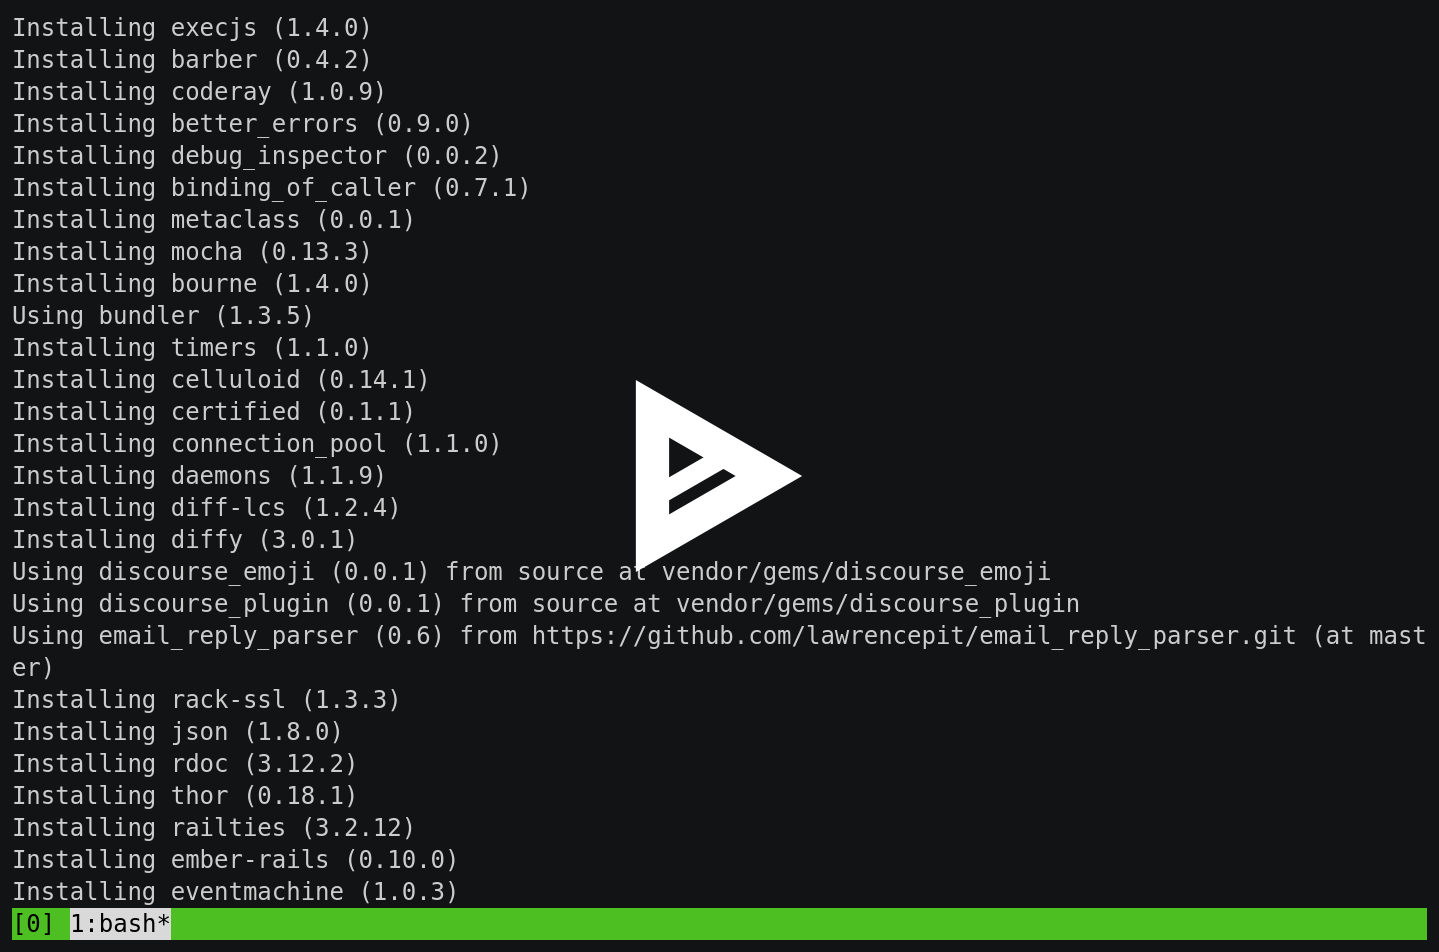 Installing execjs (1.4.0)
Installing barber (0.4.2)
Installing coderay (1.0.9)
Installing better_errors (0.9.0)
Installing debug_inspector (0.0.2)
Installing binding_of_caller (0.7.1)
Installing metaclass (0.0.1)
Installing mocha (0.13.3)
Installing bourne (1.4.0)
Using bundler (1.3.5)
Installing timers (1.1.0)
Installing celluloid (0.14.1)
Installing certified (0.1.1)
Installing connection_pool (1.1.0)
Installing daemons (1.1.9)
Installing diff-lcs (1.2.4)
Installing diffy (3.0.1)
Using discourse_emoji (0.0.1) from source at vendor/gems/discourse_emoji
Using discourse_plugin (0.0.1) from source at vendor/gems/discourse_plugin
Using email_reply_parser (0.6) from https://github.com/lawrencepit/email_reply_parser.git (at mast
er)
Installing rack-ssl (1.3.3)
Installing json (1.8.0)
Installing rdoc (3.12.2)
Installing thor (0.18.1)
Installing railties (3.2.12)
Installing ember-rails (0.10.0)
Installing eventmachine (1.0.3)
[0] 1:bash*